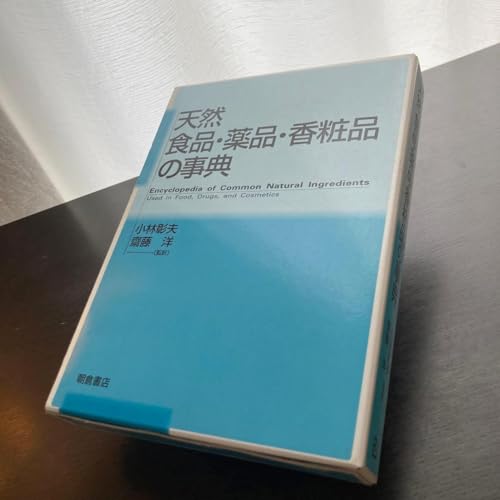 天然
食品・薬品・香粧品
の事典
Encyclopedia of Common Natural Ingredients
Used in Food, Drugs, and Cosmetics
小林彰夫
齋藤 洋
(監訳)
朝倉書店